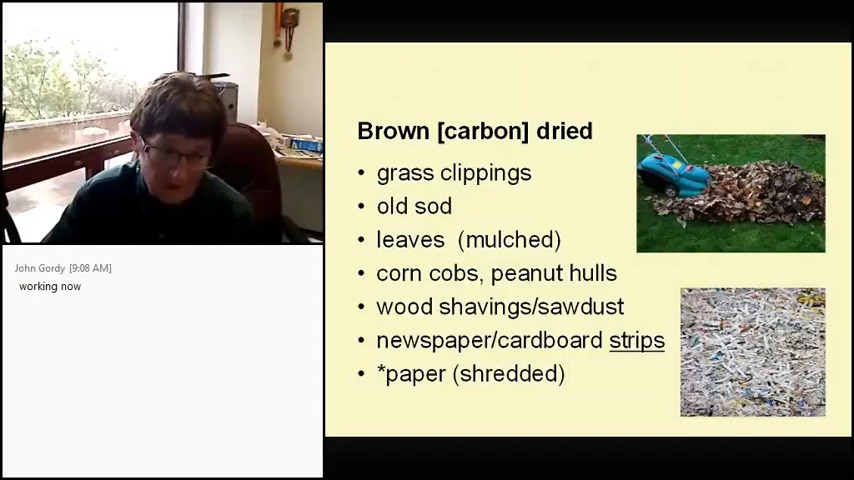 John Gordy [9:08 AM]
working now
Brown [carbon] dried
• grass clippings
• old sod
• leaves (mulched)
• corn cobs, peanut hulls
• wood shavings/sawdust
• newspaper/cardboard strips
• *paper (shredded)